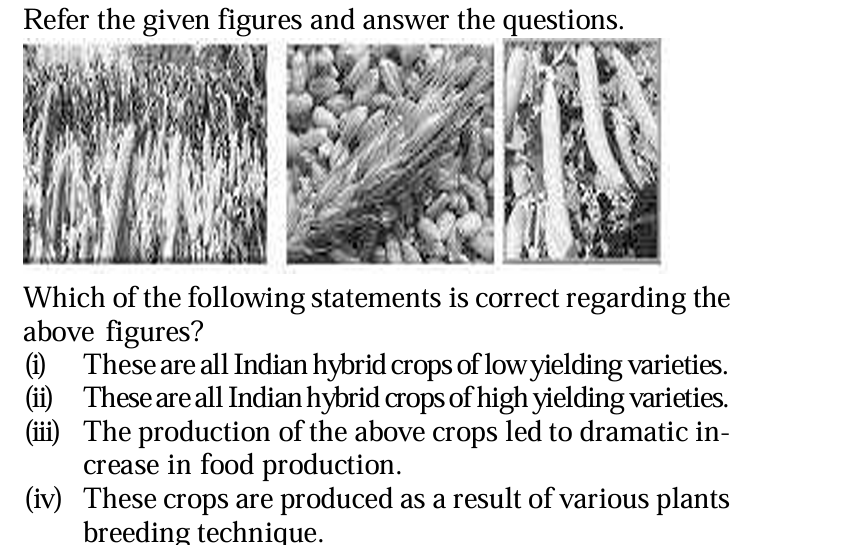 Refer the given figures and answer the questions.
Which of the following statements is correct regarding the
above figures?
(i) These are all Indian hybrid crops of low yielding varieties.
(ii) These are all Indian hybrid crops of high yielding varieties.
(iii) The production of the above crops led to dramatic in-
crease in food production.
(iv) These crops are produced as a result of various plants
breeding technique.